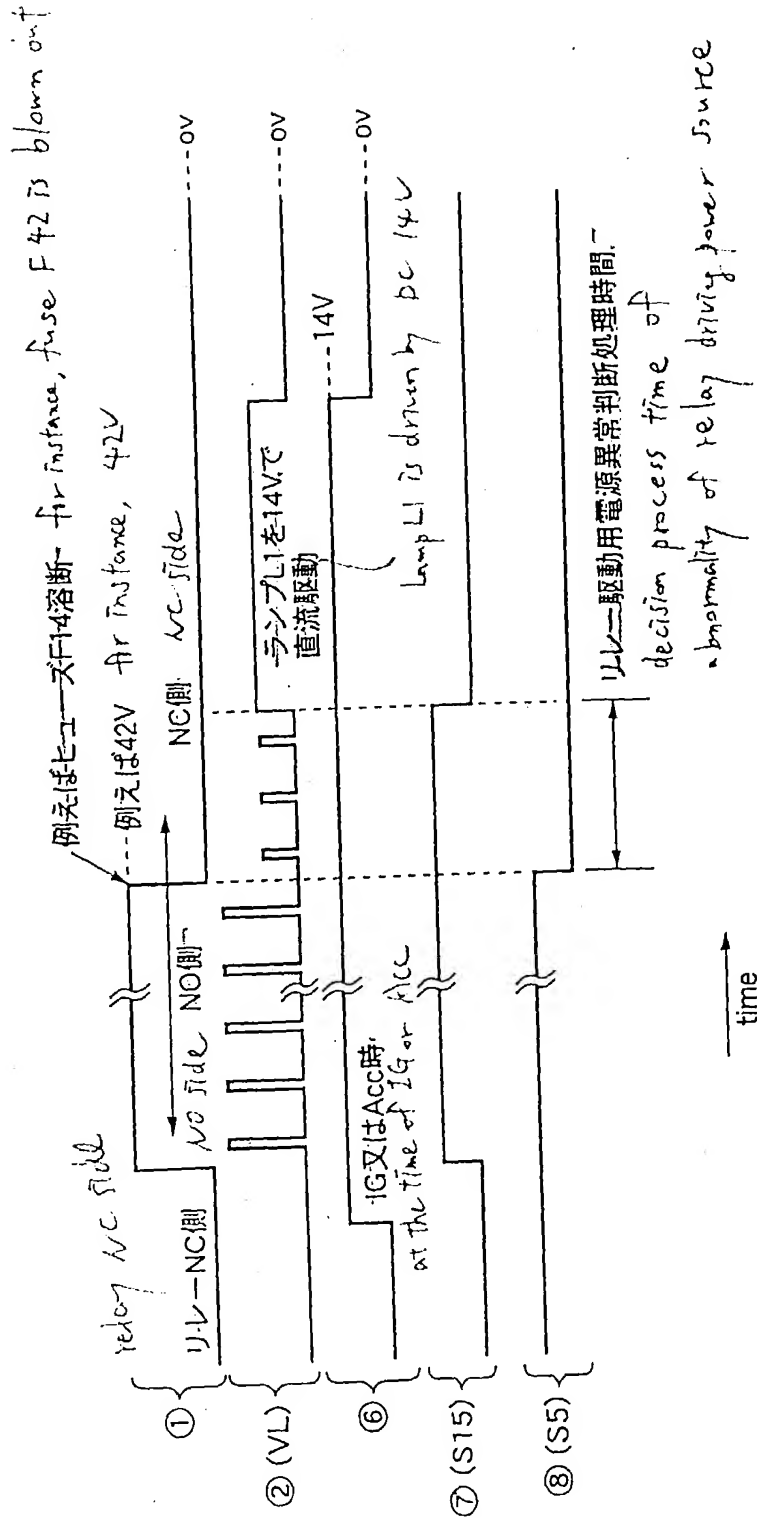 例えばヒューズF14溶断 for instance, fuse F42 is blown out
例えば42V for instance, 42V
relay NC side
リレーNC側
NO side NO側
NC側 NC side
0V
①
② (VL)
ランプL1を14Vで
直流駆動
Lamp L1 is driven by DC 14V
0V
⑥
IG又はAcc時
at the time of IG or Acc
14V
0V
⑦ (S15)
⑧ (S5)
リレー駆動用電源異常判断処理時間
decision process time of
abnormality of relay driving power source
time